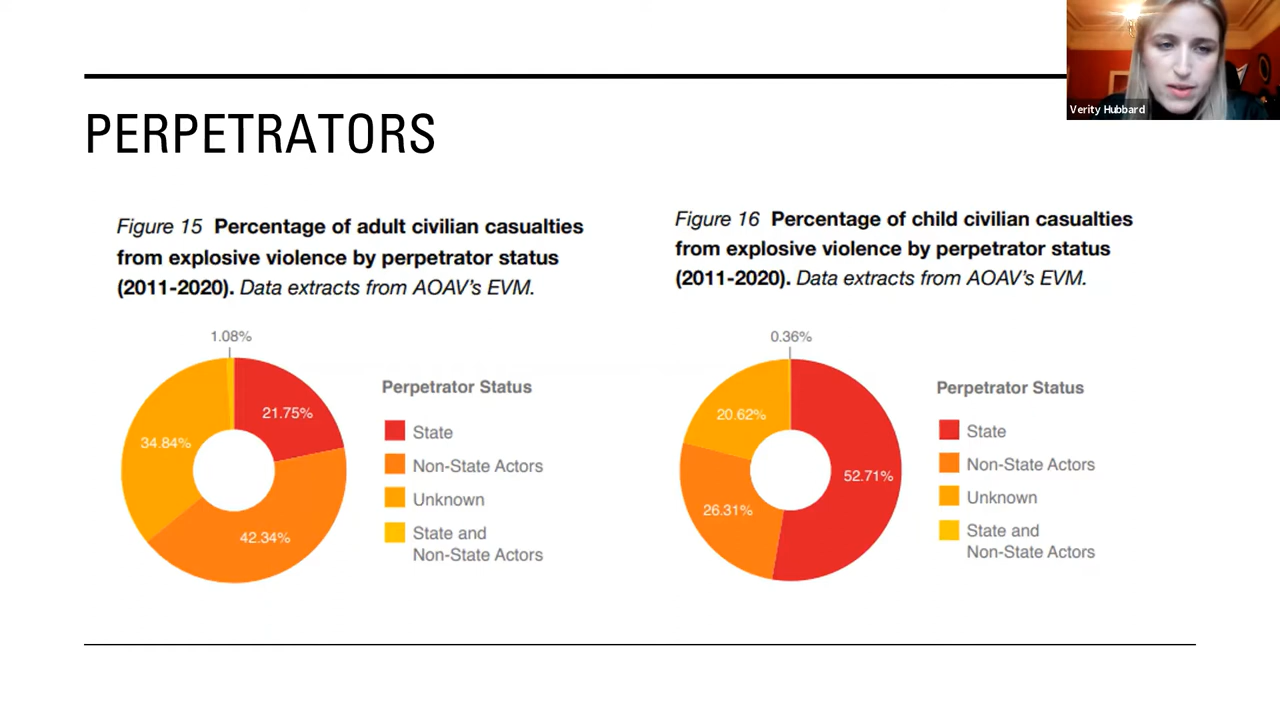 Verity Hubbard
PERPETRATORS
Figure 15 Percentage of adult civilian casualties
from explosive violence by perpetrator status
(2011-2020). Data extracts from AOAV's EVM.
1.08%
21.75%
34.84%
42.34%
Perpetrator Status
State
Non-State Actors
Unknown
State and
Non-State Actors
Figure 16 Percentage of child civilian casualties
from explosive violence by perpetrator status
(2011-2020). Data extracts from AOAV's EVM.
0.36%
20.62%
52.71%
26.31%
Perpetrator Status
State
Non-State Actors
Unknown
State and
Non-State Actors